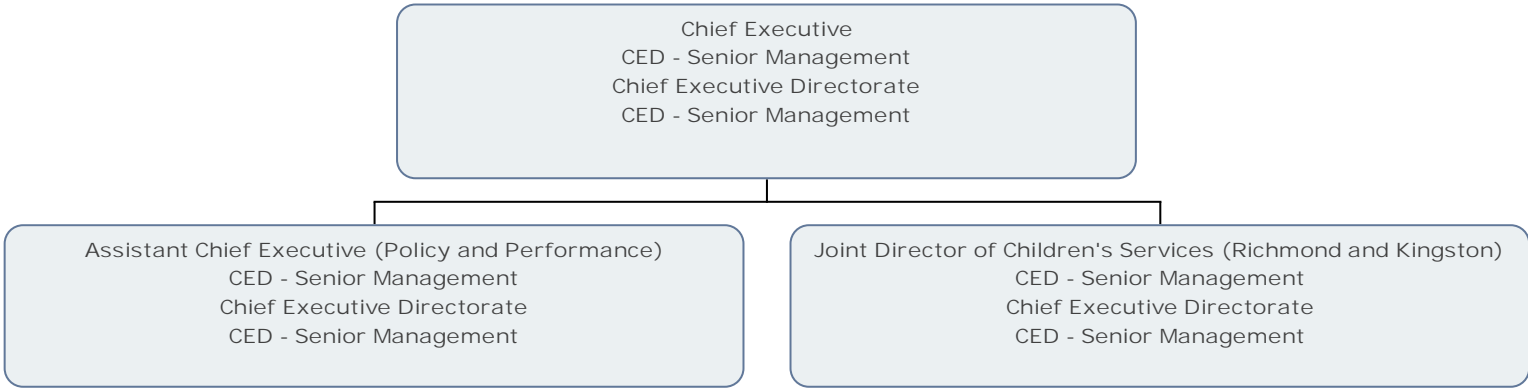 Chief Executive
CED - Senior Management
Chief Executive Directorate
CED - Senior Management
Assistant Chief Executive (Policy and Performance)
CED - Senior Management
Chief Executive Directorate
CED - Senior Management
Joint Director of Children's Services (Richmond and Kingston)
CED - Senior Management
Chief Executive Directorate
CED - Senior Management